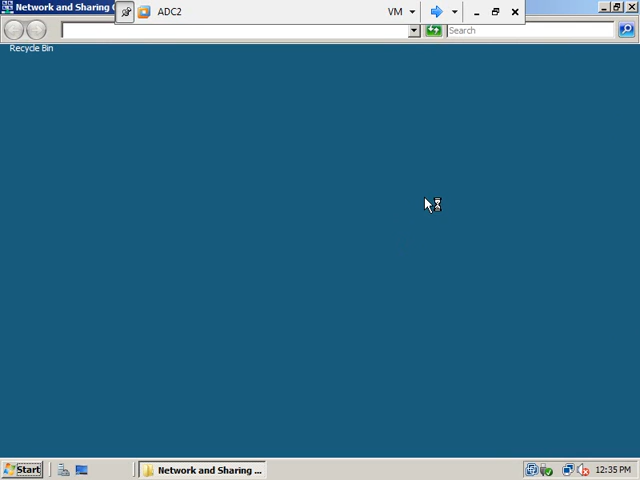 Network and Sharing
ADC2
VM
Search
Recycle Bin
Start
Network and Sharing ...
12:35 PM